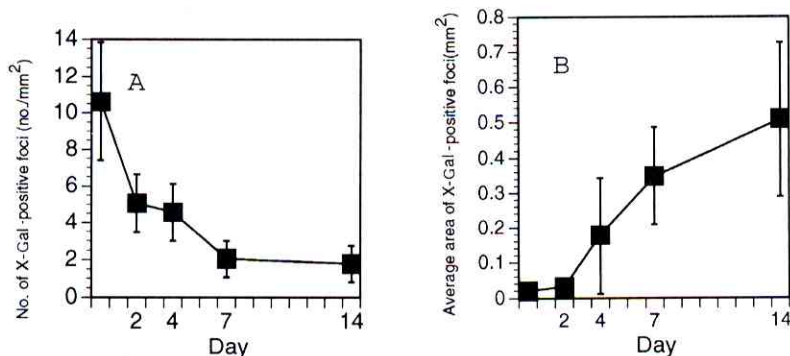 No. of X-Gal-positive foci (no./mm²)
14
12
10
8
6
4
2
0
A
2 4 7 14
Day
Average area of X-Gal-positive foci(mm²)
0.8
0.7
0.6
0.5
0.4
0.3
0.2
0.1
0
B
2 4 7 14
Day